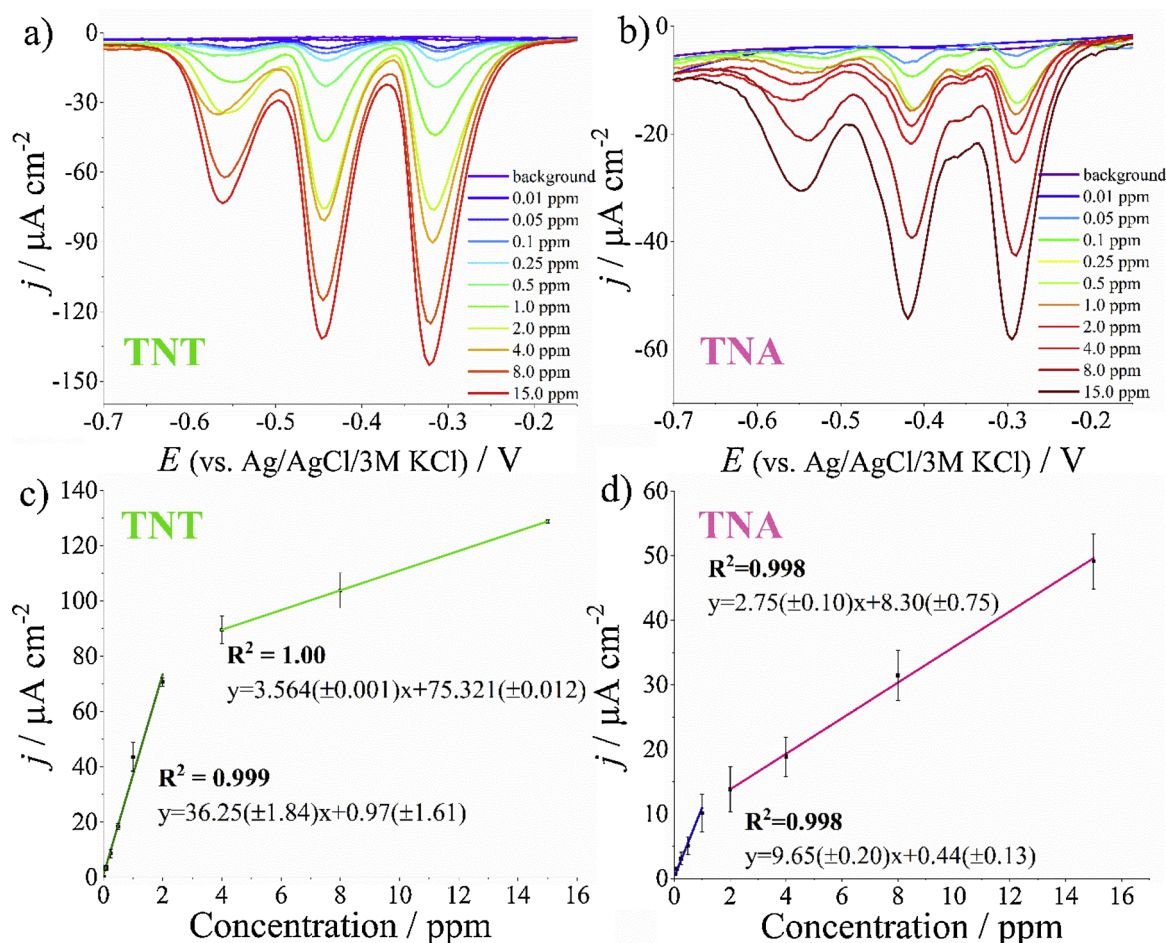 a)
0
-30
-60
-90
-120
-150
j / μA cm⁻²
TNT
background
0.01 ppm
0.05 ppm
0.1 ppm
0.25 ppm
0.5 ppm
1.0 ppm
2.0 ppm
4.0 ppm
8.0 ppm
15.0 ppm
-0.7 -0.6 -0.5 -0.4 -0.3 -0.2
E (vs. Ag/AgCl/3M KCl) / V
b)
0
-20
-40
-60
j / μA cm⁻²
TNA
background
0.01 ppm
0.05 ppm
0.1 ppm
0.25 ppm
0.5 ppm
1.0 ppm
2.0 ppm
4.0 ppm
8.0 ppm
15.0 ppm
-0.7 -0.6 -0.5 -0.4 -0.3 -0.2
E (vs. Ag/AgCl/3M KCl) / V
c)
TNT
140
120
100
80
60
40
20
0
j / μA cm⁻²
R² = 1.00
y=3.564(±0.001)x+75.321(±0.012)
R² = 0.999
y=36.25(±1.84)x+0.97(±1.61)
0 2 4 6 8 10 12 14 16
Concentration / ppm
d)
TNA
60
50
40
30
20
10
0
j / μA cm⁻²
R²=0.998
y=2.75(±0.10)x+8.30(±0.75)
R²=0.998
y=9.65(±0.20)x+0.44(±0.13)
0 2 4 6 8 10 12 14 16
Concentration / ppm